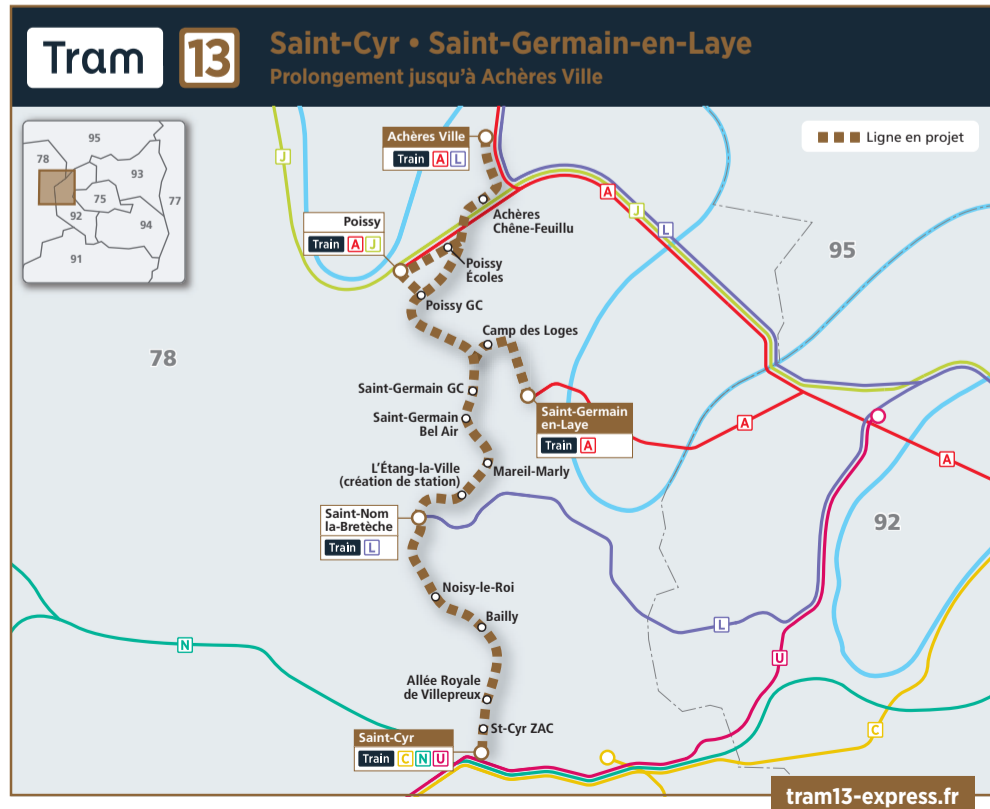 Tram 13
Saint-Cyr • Saint-Germain-en-Laye
Prolongement jusqu'à Achères Ville
95
78
93
75
77
92
94
91
Ligne en projet
J
Achères Ville
Train A L
A
J
L
Achères
Chêne-Feuillu
Poissy
Train A J
Poissy
Écoles
95
Poissy GC
78
Camp des Loges
Saint-Germain GC
Saint-Germain
en-Laye
Train A
A
A
Saint-Germain
Bel Air
L'Étang-la-Ville
(création de station)
Mareil-Marly
Saint-Nom
la-Bretèche
Train L
92
Noisy-le-Roi
Bailly
L
N
U
Allée Royale
de Villepreux
St-Cyr ZAC
C
Saint-Cyr
Train C N U
tram13-express.fr